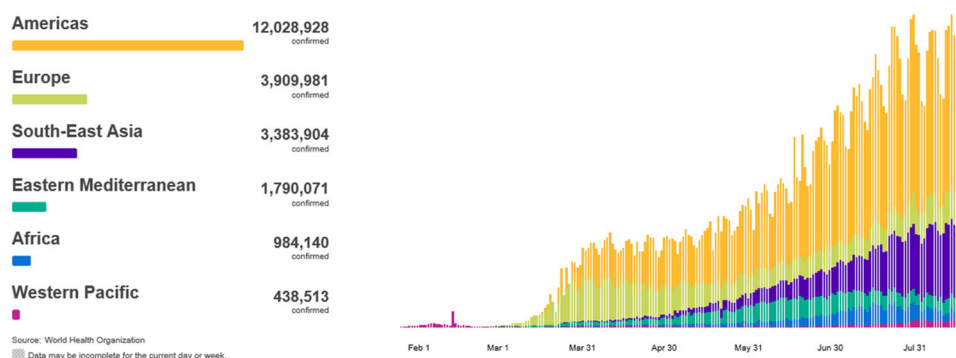 Americas
12,028,928
confirmed
Europe
3,909,981
confirmed
South-East Asia
3,383,904
confirmed
Eastern Mediterranean
1,790,071
confirmed
Africa
984,140
confirmed
Western Pacific
438,513
confirmed
Source: World Health Organization
Data may be incomplete for the current day or week.
Feb 1
Mar 1
Mar 31
Apr 30
May 31
Jun 30
Jul 31